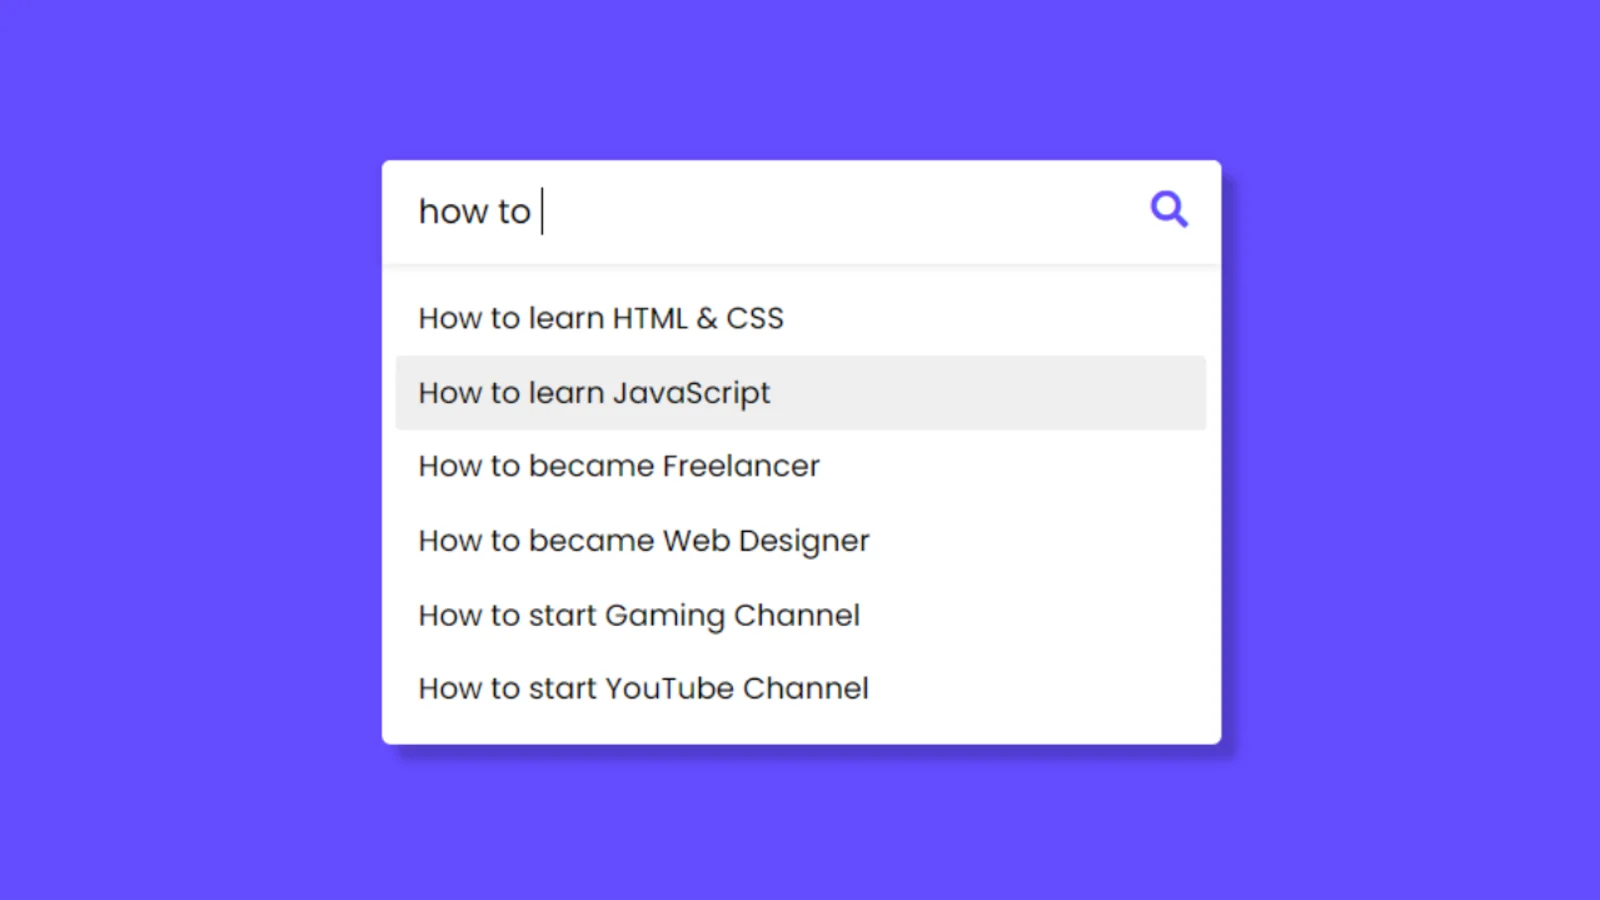 how to
How to learn HTML & CSS
How to learn JavaScript
How to became Freelancer
How to became Web Designer
How to start Gaming Channel
How to start YouTube Channel